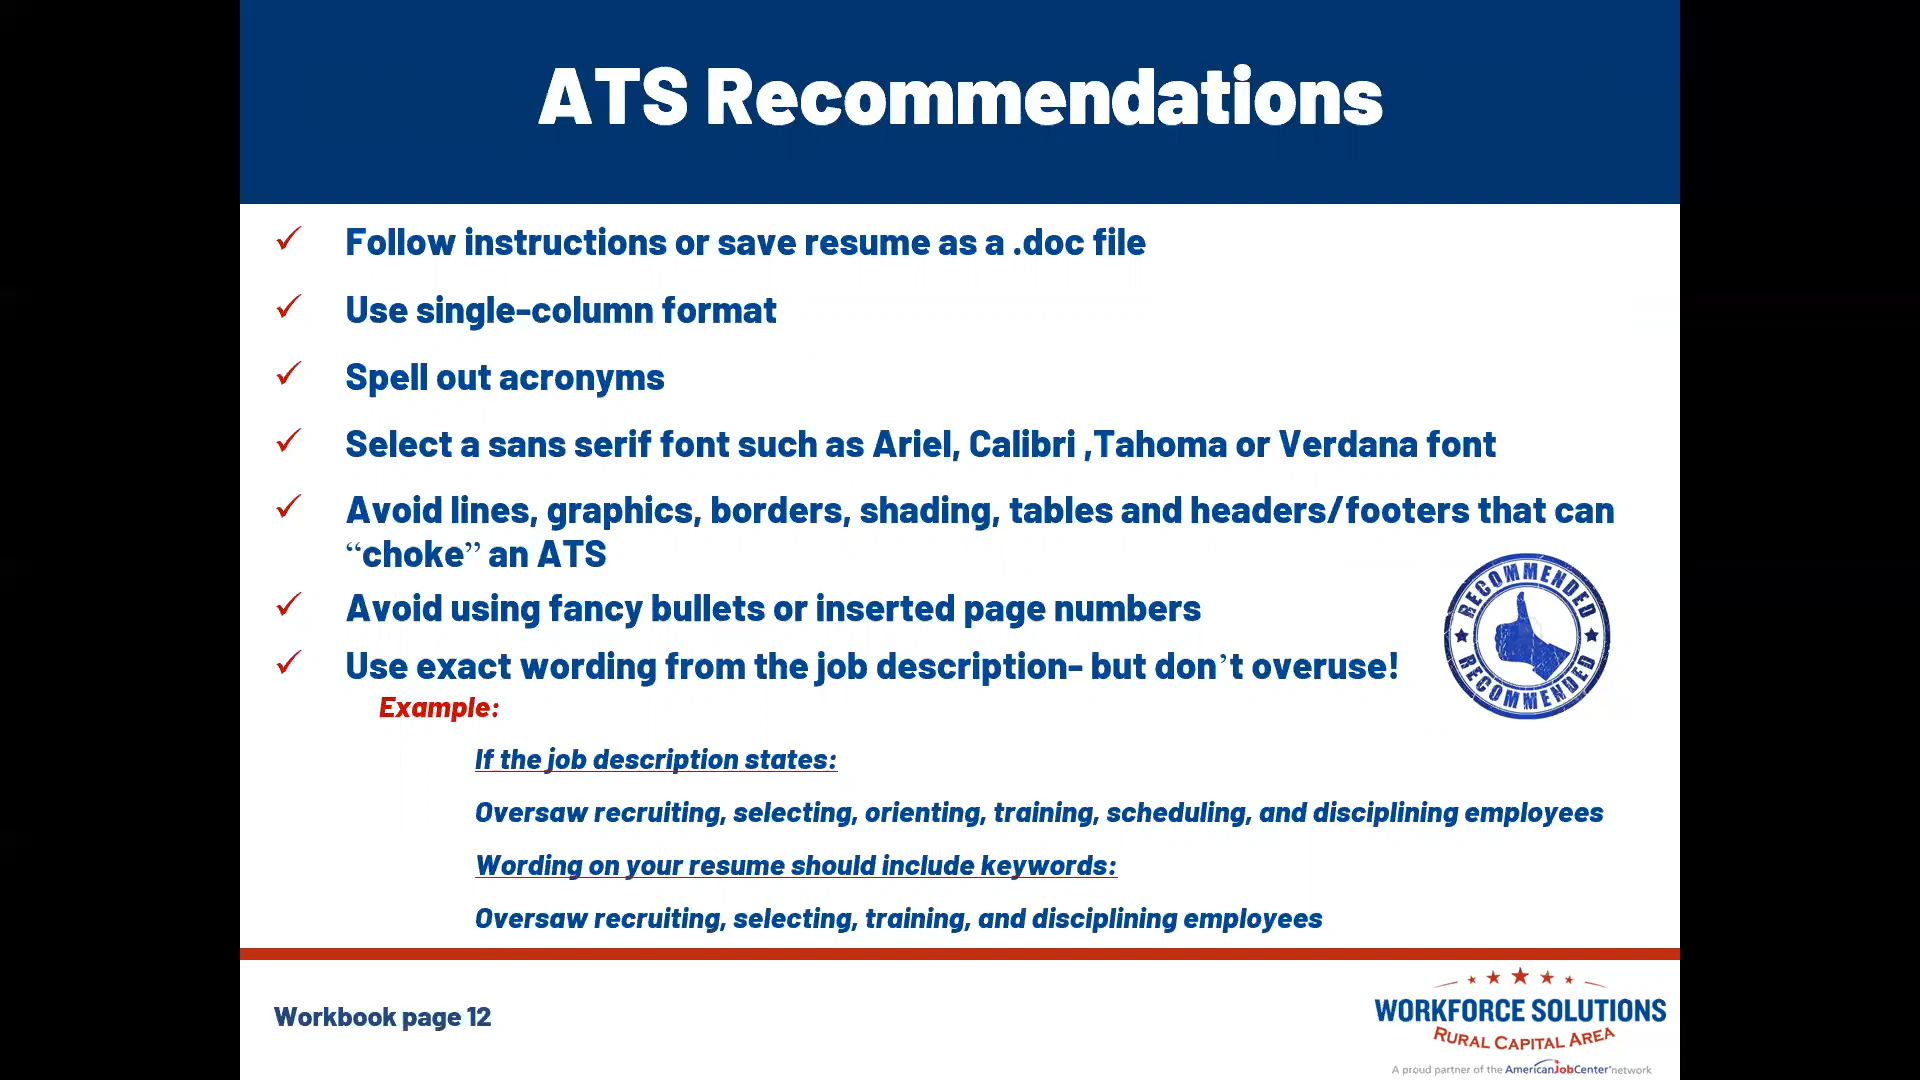 ATS Recommendations
✓ Follow instructions or save resume as a .doc file
✓ Use single-column format
✓ Spell out acronyms
✓ Select a sans serif font such as Ariel, Calibri ,Tahoma or Verdana font
✓ Avoid lines, graphics, borders, shading, tables and headers/footers that can
“choke” an ATS
✓ Avoid using fancy bullets or inserted page numbers
✓ Use exact wording from the job description- but don’t overuse!
RECOMMENDED
RECOMMENDED
Example:
If the job description states:
Oversaw recruiting, selecting, orienting, training, scheduling, and disciplining employees
Wording on your resume should include keywords:
Oversaw recruiting, selecting, training, and disciplining employees
Workbook page 12
WORKFORCE SOLUTIONS
RURAL CAPITAL AREA
A proud partner of the AmericanJobCenter network